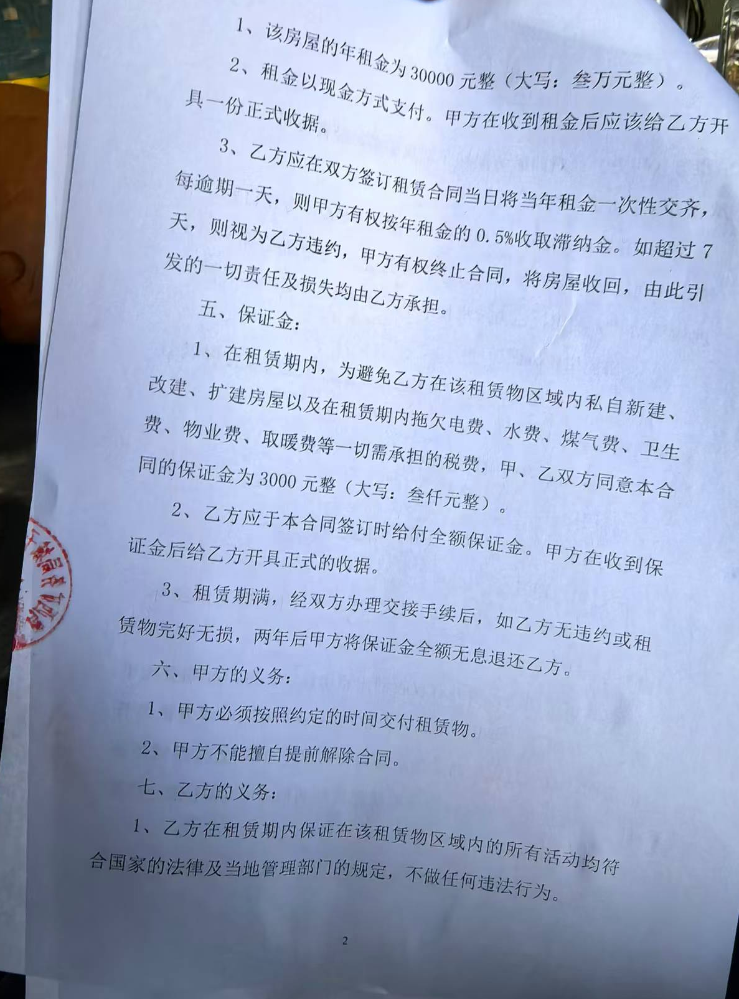 1、该房屋的年租金为30000元整（大写：叁万元整）。
2、租金以现金方式支付。甲方在收到租金后应该给乙方开
具一份正式收据。
3、乙方应在双方签订租赁合同当日将当年租金一次性交齐，
每逾期一天，则甲方有权按年租金的0.5%收取滞纳金。如超过7
天，则视为乙方违约，甲方有权终止合同，将房屋收回，由此引
发的一切责任及损失均由乙方承担。
五、保证金：
1、在租赁期内，为避免乙方在该租赁物区域内私自新建、
改建、扩建房屋以及在租赁期内拖欠电费、水费、煤气费、卫生
费、物业费、取暖费等一切需承担的税费，甲、乙双方同意本合
同的保证金为3000元整（大写：叁仟元整）。
2、乙方应于本合同签订时给付全额保证金。甲方在收到保
证金后给乙方开具正式的收据。
3、租赁期满，经双方办理交接手续后，如乙方无违约或租
赁物完好无损，两年后甲方将保证金全额无息退还乙方。
六、甲方的义务：
1、甲方必须按照约定的时间交付租赁物。
2、甲方不能擅自提前解除合同。
七、乙方的义务：
1、乙方在租赁期内保证在该租赁物区域内的所有活动均符
合国家的法律及当地管理部门的规定，不做任何违法行为。
2